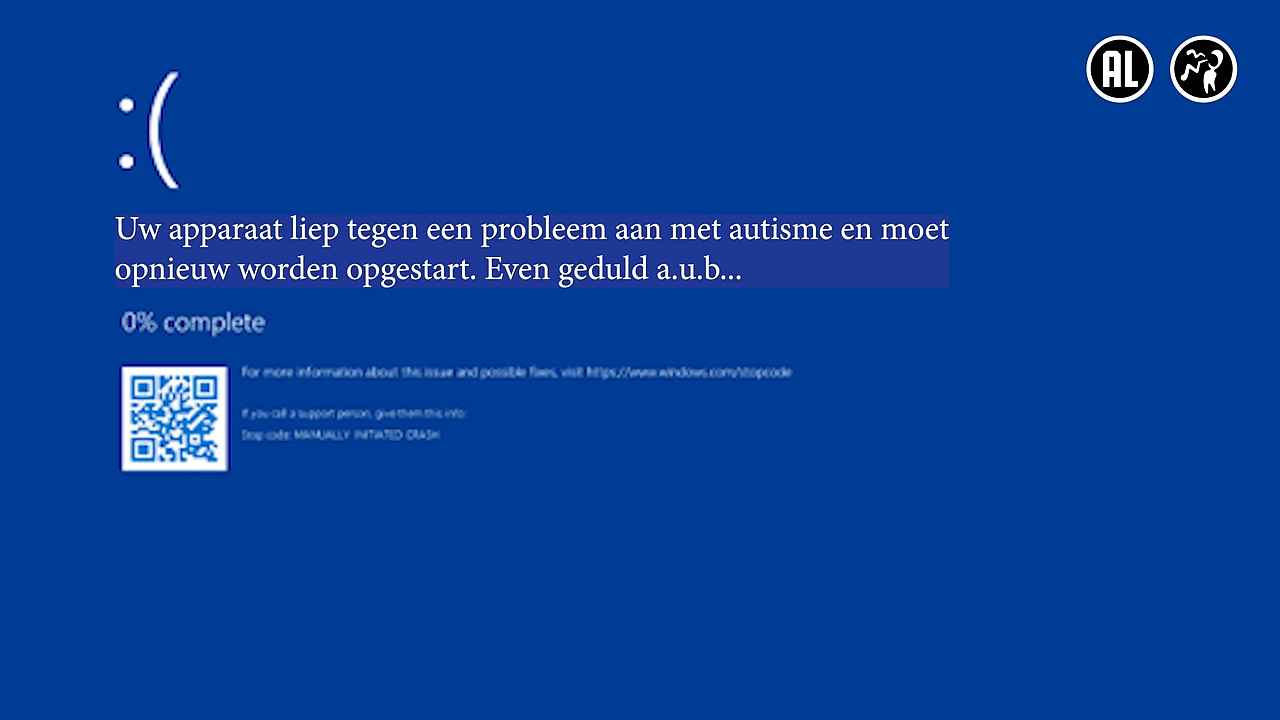 AL
:(
Uw apparaat liep tegen een probleem aan met autisme en moet
opnieuw worden opgestart. Even geduld a.u.b...
0% complete
For more information about this issue and possible fixes, visit https://www.windows.com/stopcode
If you call a support person, give them this info:
Stop code: MANUALLY INITIATED CRASH